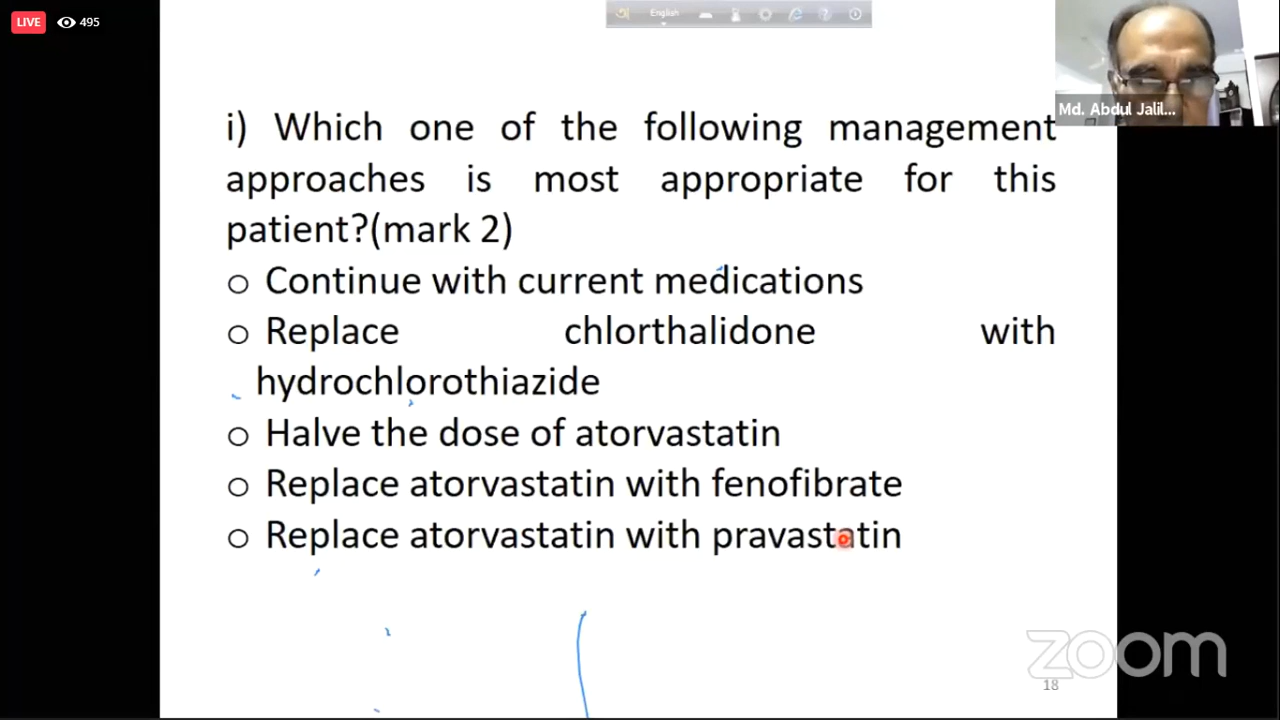 LIVE 495
English
Md. Abdul Jalil...
i) Which one of the following management
approaches is most appropriate for this
patient?(mark 2)
o Continue with current medications
o Replace chlorthalidone with
hydrochlorothiazide
o Halve the dose of atorvastatin
o Replace atorvastatin with fenofibrate
o Replace atorvastatin with pravastatin
zoom
18